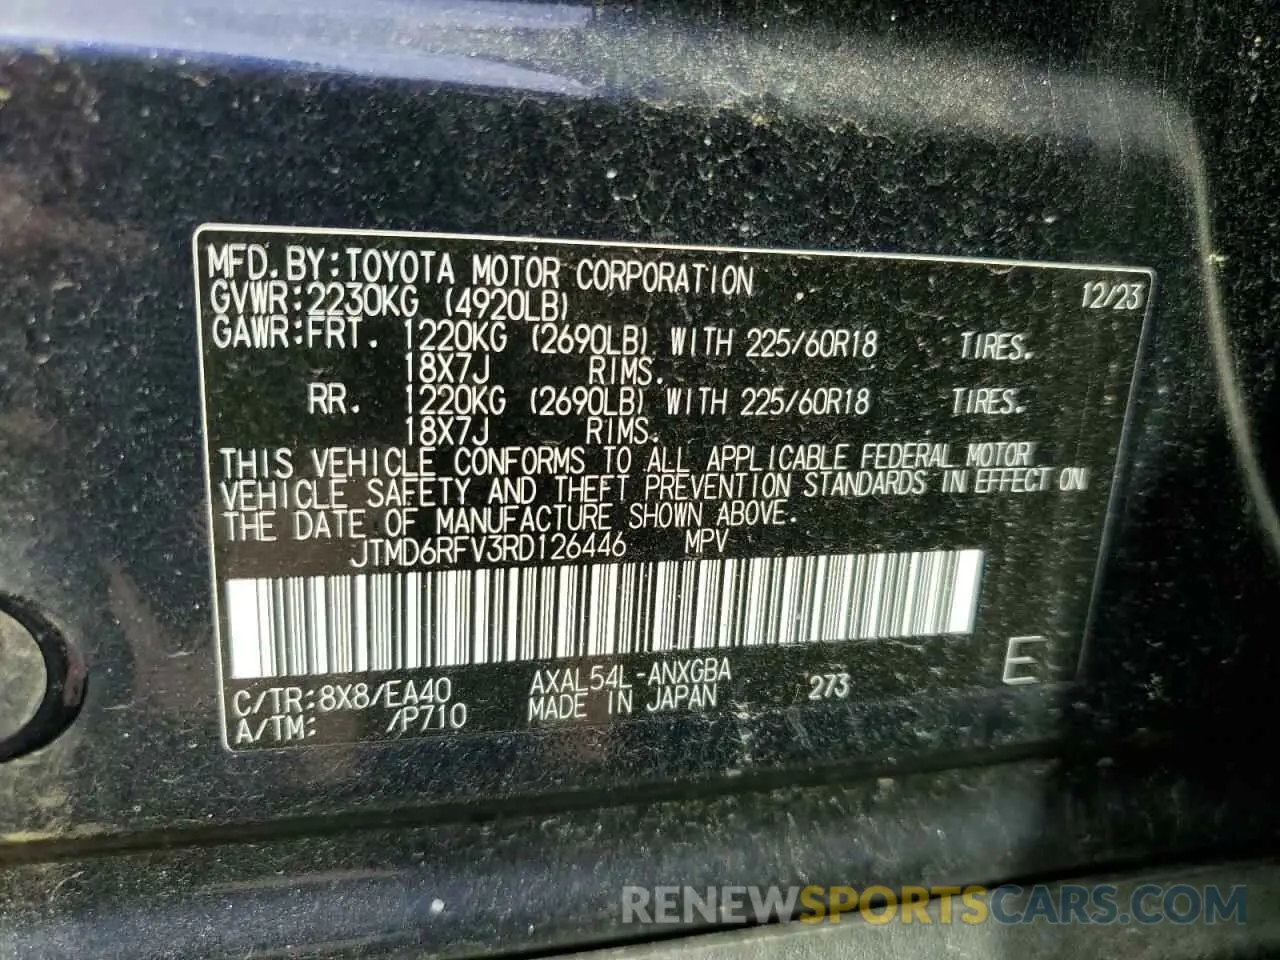 MFD.BY:TOYOTA MOTOR CORPORATION 12/23
GVWR:2230KG (4920LB)
GAWR:FRT. 1220KG (2690LB) WITH 225/60R18 TIRES.
18X7J RIMS.
RR. 1220KG (2690LB) WITH 225/60R18 TIRES.
18X7J RIMS.
THIS VEHICLE CONFORMS TO ALL APPLICABLE FEDERAL MOTOR
VEHICLE SAFETY AND THEFT PREVENTION STANDARDS IN EFFECT ON
THE DATE OF MANUFACTURE SHOWN ABOVE.
JTMD6RFV3RD126446 MPV
C/TR:8X8/EA40 AXAL54L-ANXGBA 273 E
A/TM: /P710 MADE IN JAPAN
RENEWSPORTSCARS.COM